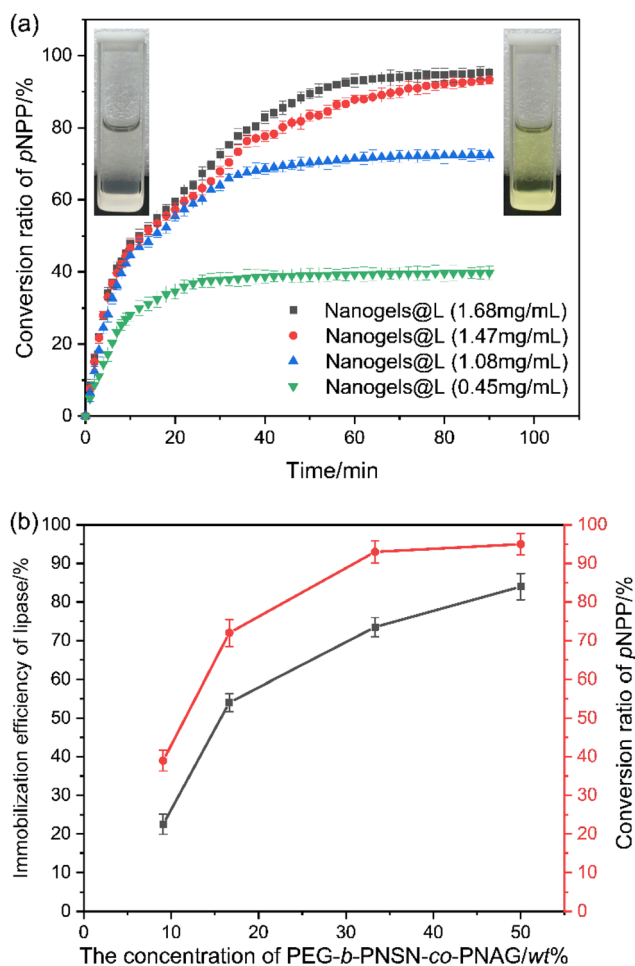 (a)
100
80
60
40
20
0
Conversion ratio of pNPP/%
Nanogels@L (1.68mg/mL)
Nanogels@L (1.47mg/mL)
Nanogels@L (1.08mg/mL)
Nanogels@L (0.45mg/mL)
0 20 40 60 80 100
Time/min
(b)
100 100
90 90
80 80
70 70
60 60
50 50
40 40
30 30
20 20
10 10
0 0
Immobilization efficiency of lipase/%
Conversion ratio of pNPP/%
0 10 20 30 40 50
The concentration of PEG-b-PNSN-co-PNAG/wt%